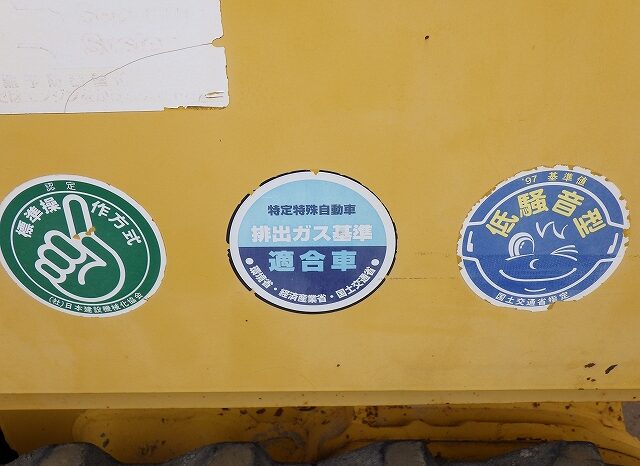 認定
標準操作方式
(社)日本建設機械化協会
特定特殊自動車
排出ガス基準
適合車
・環境省・経済産業省・国土交通省・
'97 基準値
低騒音型
国土交通省指定